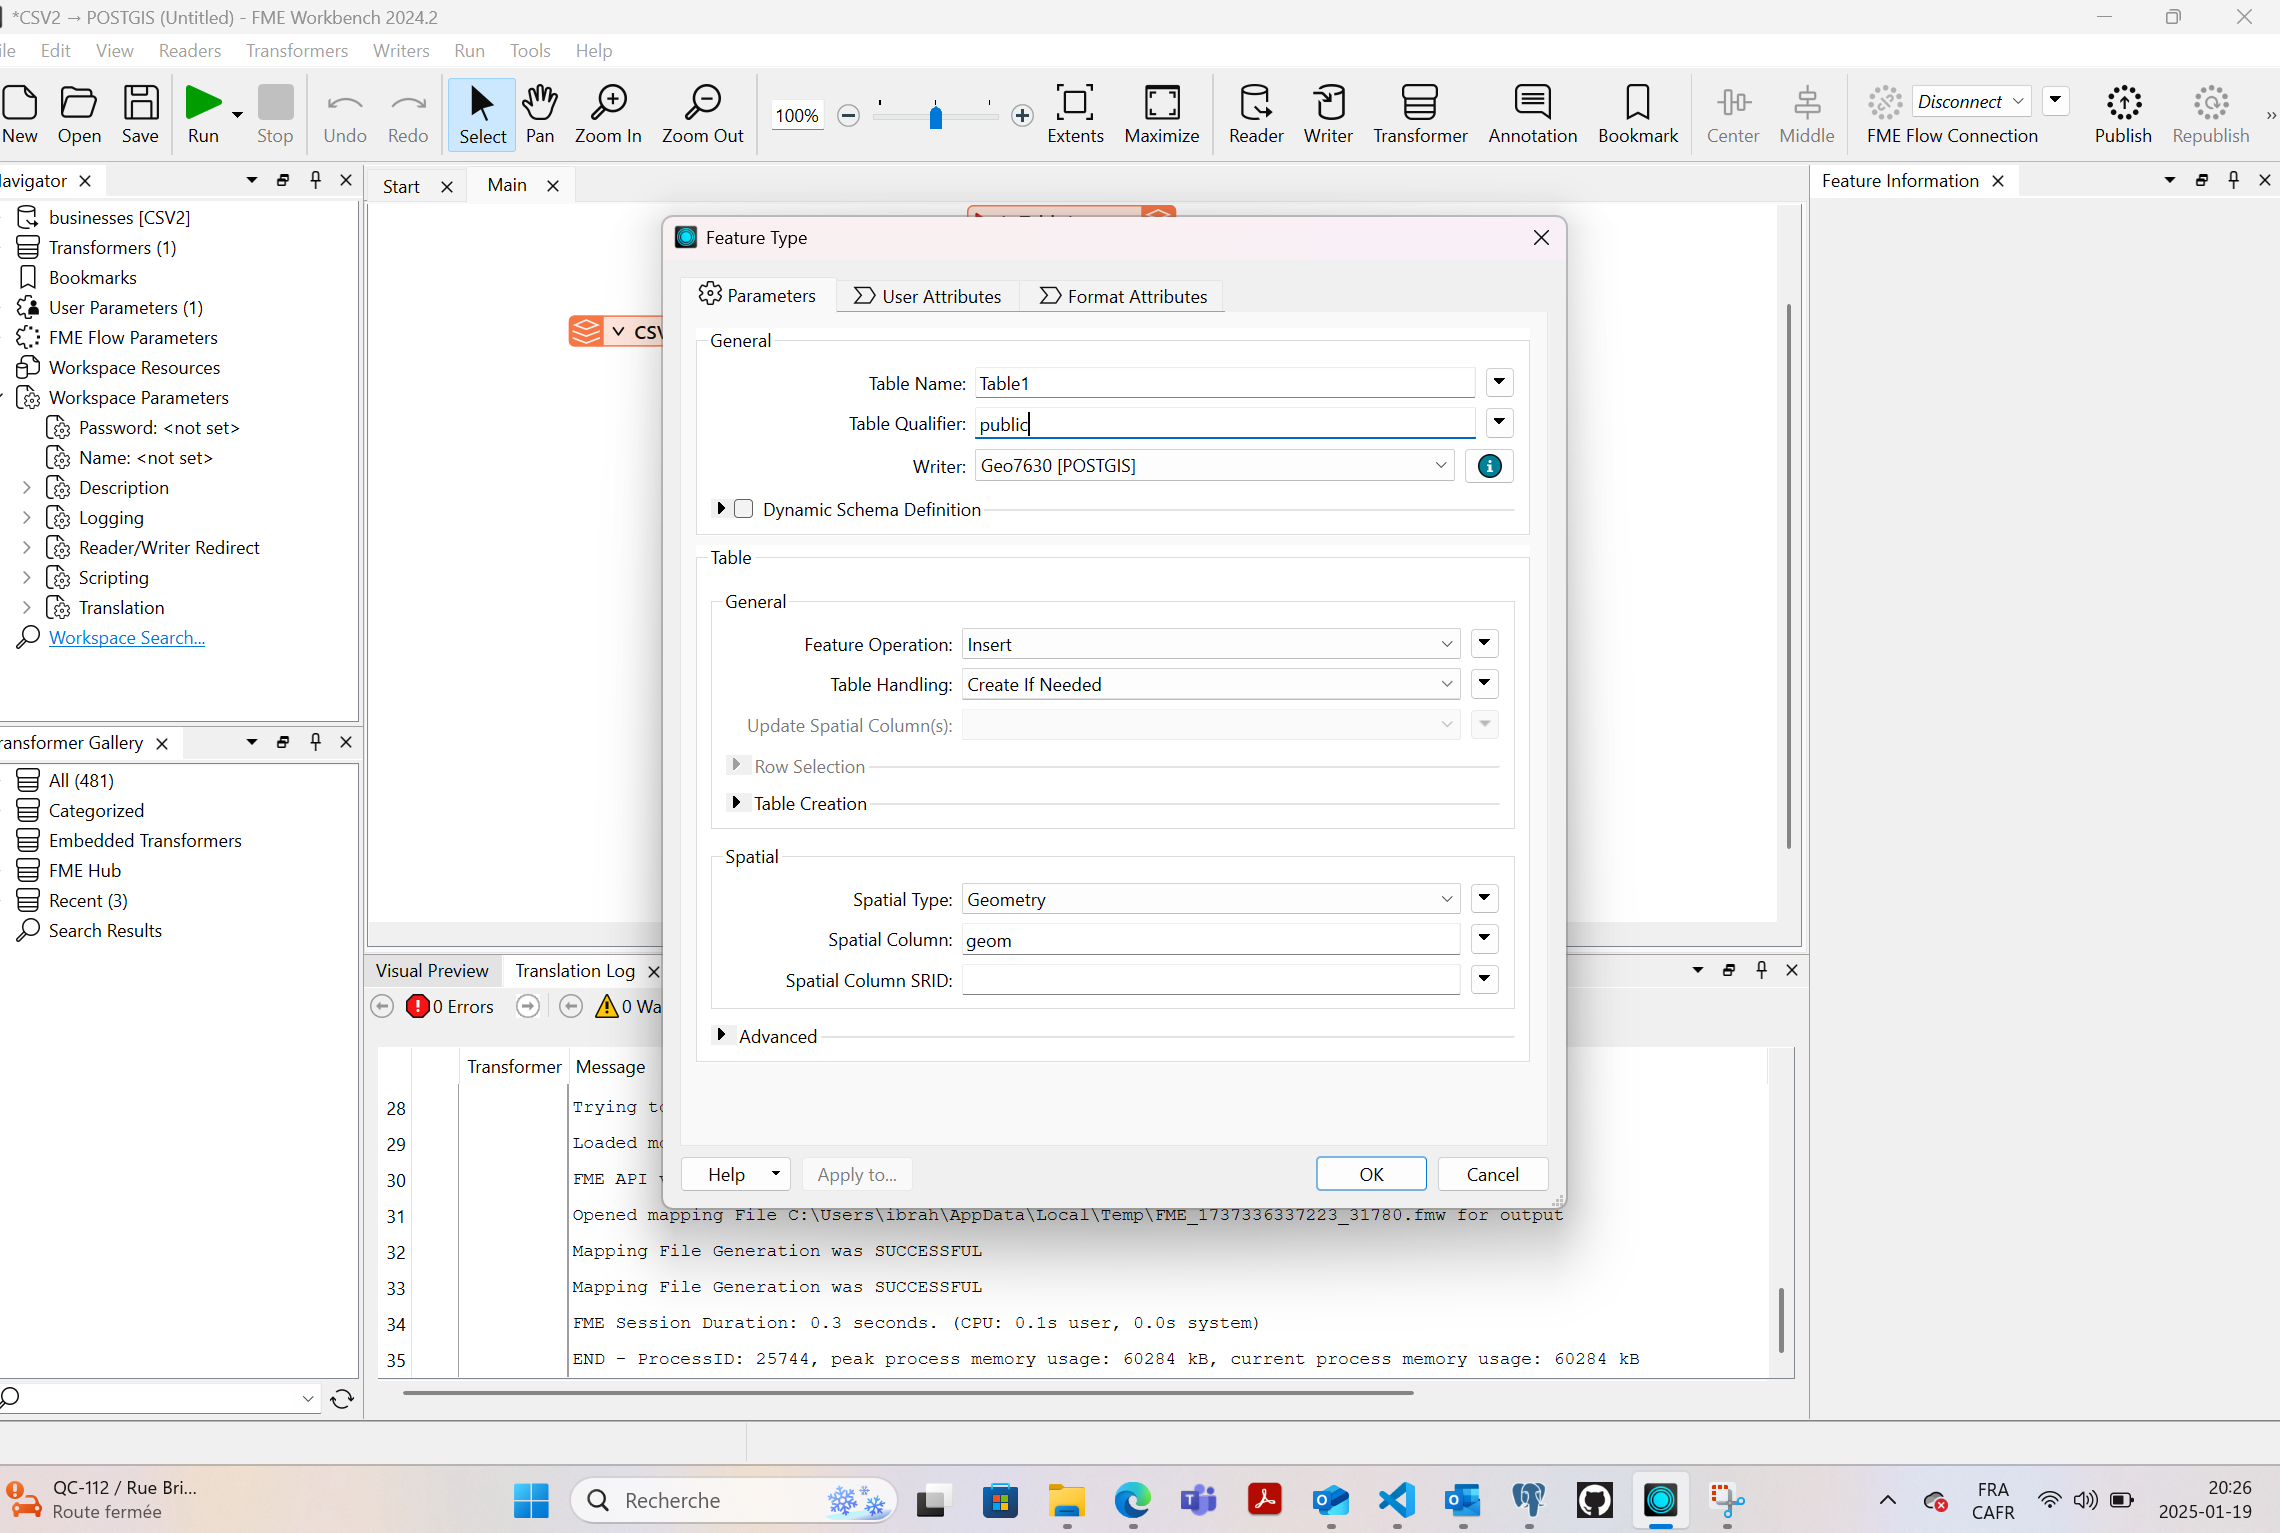 *CSV2 → POSTGIS (Untitled) - FME Workbench 2024.2
Edit View Readers Transformers Writers Run Tools Help
New Open Save Run Stop Undo Redo Select Pan Zoom In Zoom Out 100% Extents Maximize Reader Writer Transformer Annotation Bookmark Center Middle Disconnect FME Flow Connection Publish Republish
avigator
businesses [CSV2]
Transformers (1)
Bookmarks
User Parameters (1)
FME Flow Parameters
Workspace Resources
Workspace Parameters
Password: <not set>
Name: <not set>
Description
Logging
Reader/Writer Redirect
Scripting
Translation
Workspace Search...
ransformer Gallery
All (481)
Categorized
Embedded Transformers
FME Hub
Recent (3)
Search Results
Start Main
CSV
Feature Information
Feature Type
Parameters User Attributes Format Attributes
General
Table Name: Table1
Table Qualifier: public
Writer: Geo7630 [POSTGIS]
Dynamic Schema Definition
Table
General
Feature Operation: Insert
Table Handling: Create If Needed
Update Spatial Column(s):
Row Selection
Table Creation
Spatial
Spatial Type: Geometry
Spatial Column: geom
Spatial Column SRID:
Advanced
Help Apply to... OK Cancel
Visual Preview Translation Log
0 Errors 0 Wa
Transformer Message
28 Trying to
29 Loaded mo
30 FME API v
31 Opened mapping File C:\Users\ibrah\AppData\Local\Temp\FME_1737336337223_31780.fmw for output
32 Mapping File Generation was SUCCESSFUL
33 Mapping File Generation was SUCCESSFUL
34 FME Session Duration: 0.3 seconds. (CPU: 0.1s user, 0.0s system)
35 END - ProcessID: 25744, peak process memory usage: 60284 kB, current process memory usage: 60284 kB
QC-112 / Rue Bri...
Route fermée
Recherche
FRA
CAFR
20:26
2025-01-19